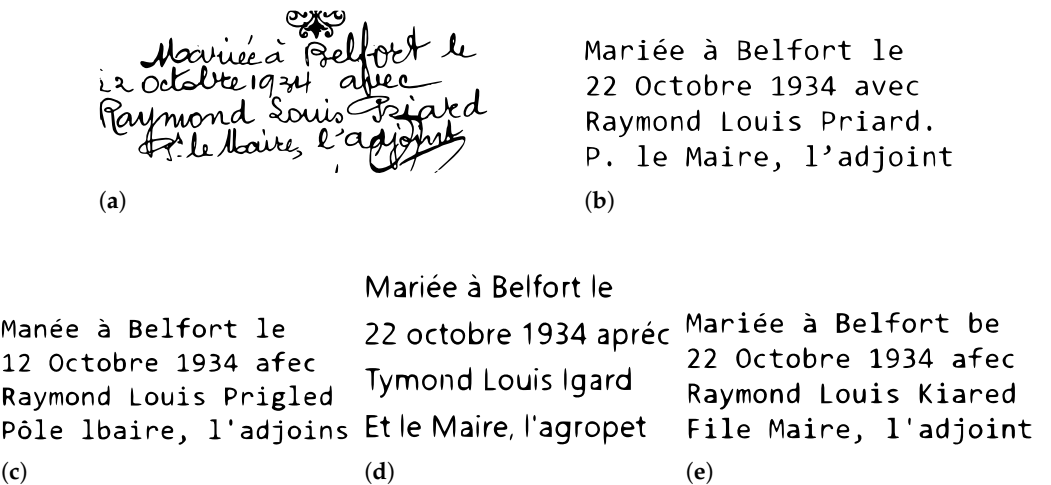 Mariée à Belfort le
22 octobre 1934 avec
Raymond Louis Priard
P. le Maire, l'adjoint
(a)
Mariée à Belfort le
22 Octobre 1934 avec
Raymond Louis Priard.
P. le Maire, l’adjoint
(b)
Manée à Belfort le
12 Octobre 1934 afec
Raymond Louis Prigled
Pôle lbaire, l'adjoins
(c)
Mariée à Belfort le
22 octobre 1934 apréc
Tymond Louis Igard
Et le Maire, l'agropet
(d)
Mariée à Belfort be
22 Octobre 1934 afec
Raymond Louis Kiared
File Maire, l'adjoint
(e)